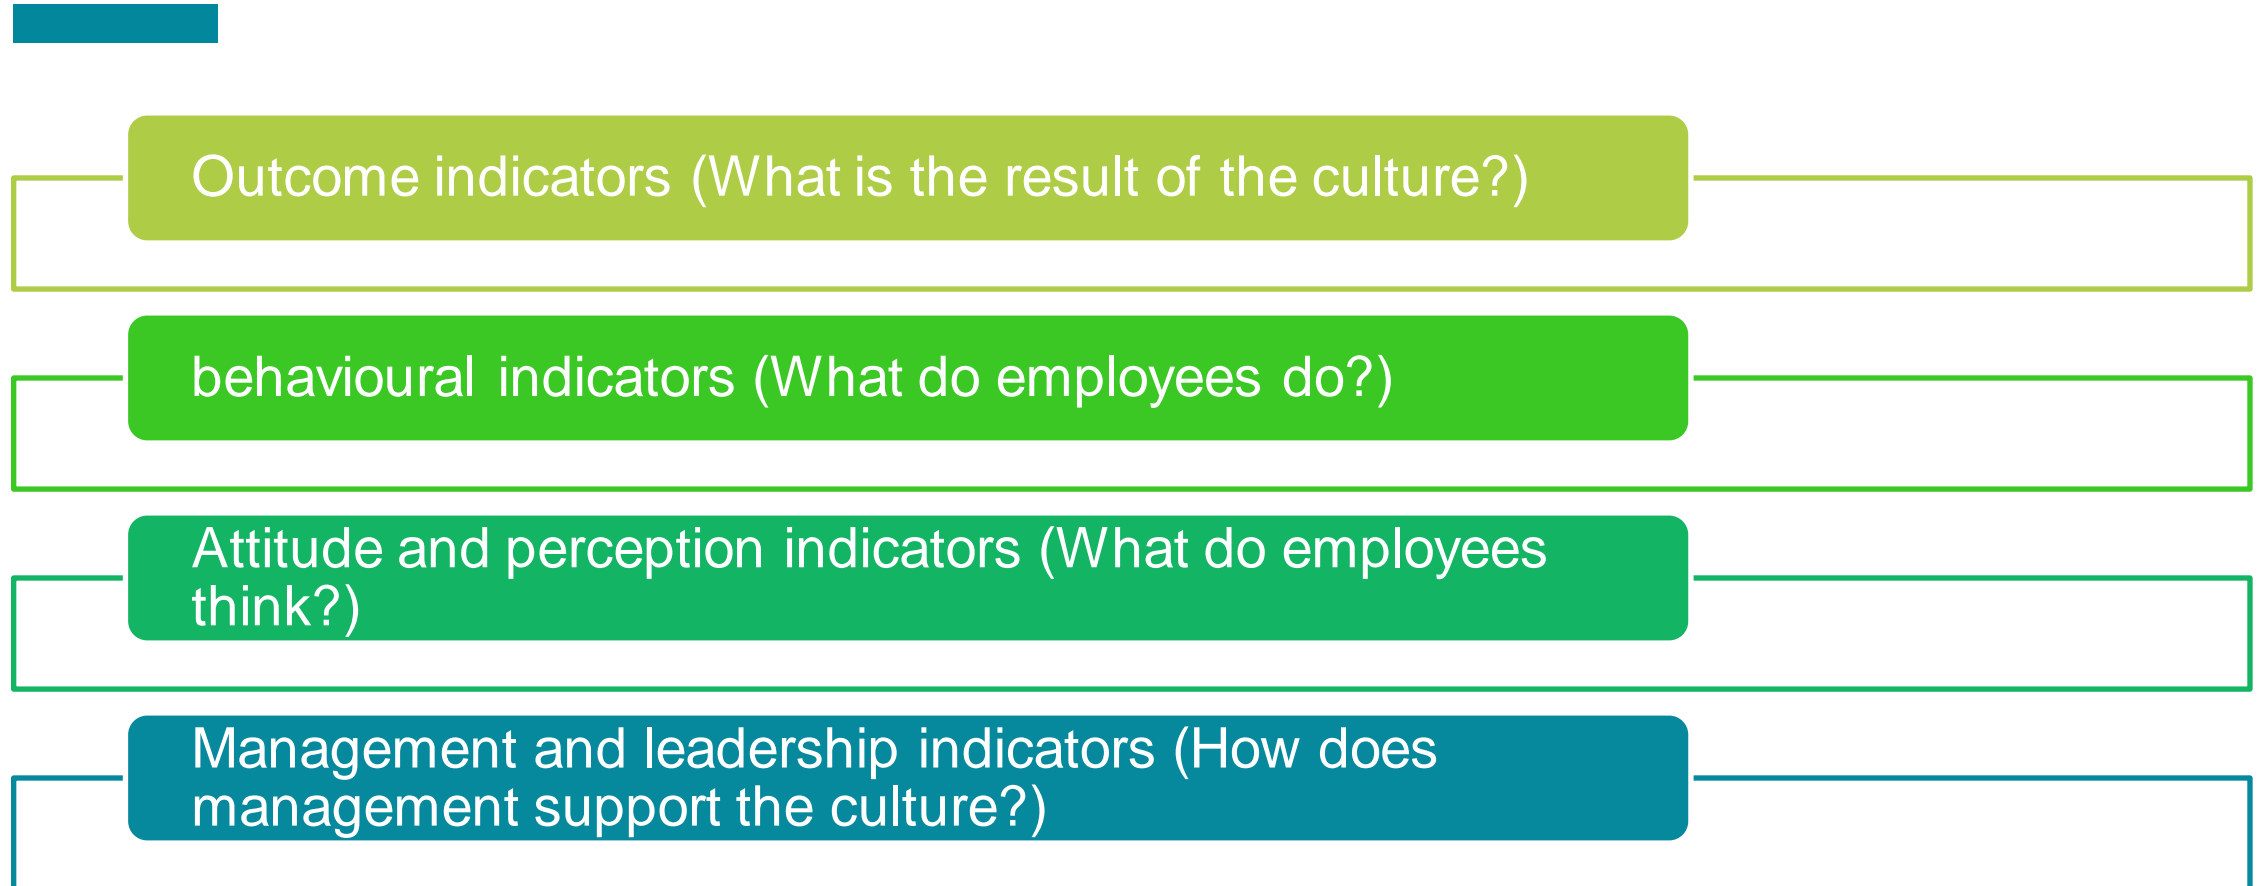 Outcome indicators (What is the result of the culture?)
behavioural indicators (What do employees do?)
Attitude and perception indicators (What do employees
think?)
Management and leadership indicators (How does
management support the culture?)